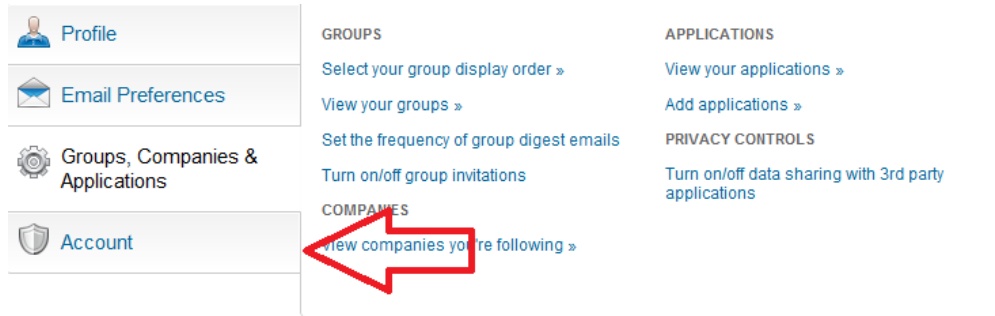 Profile
Email Preferences
Groups, Companies &
Applications
Account
GROUPS
Select your group display order »
View your groups »
Set the frequency of group digest emails
Turn on/off group invitations
COMPANIES
View companies you're following »
APPLICATIONS
View your applications »
Add applications »
PRIVACY CONTROLS
Turn on/off data sharing with 3rd party
applications